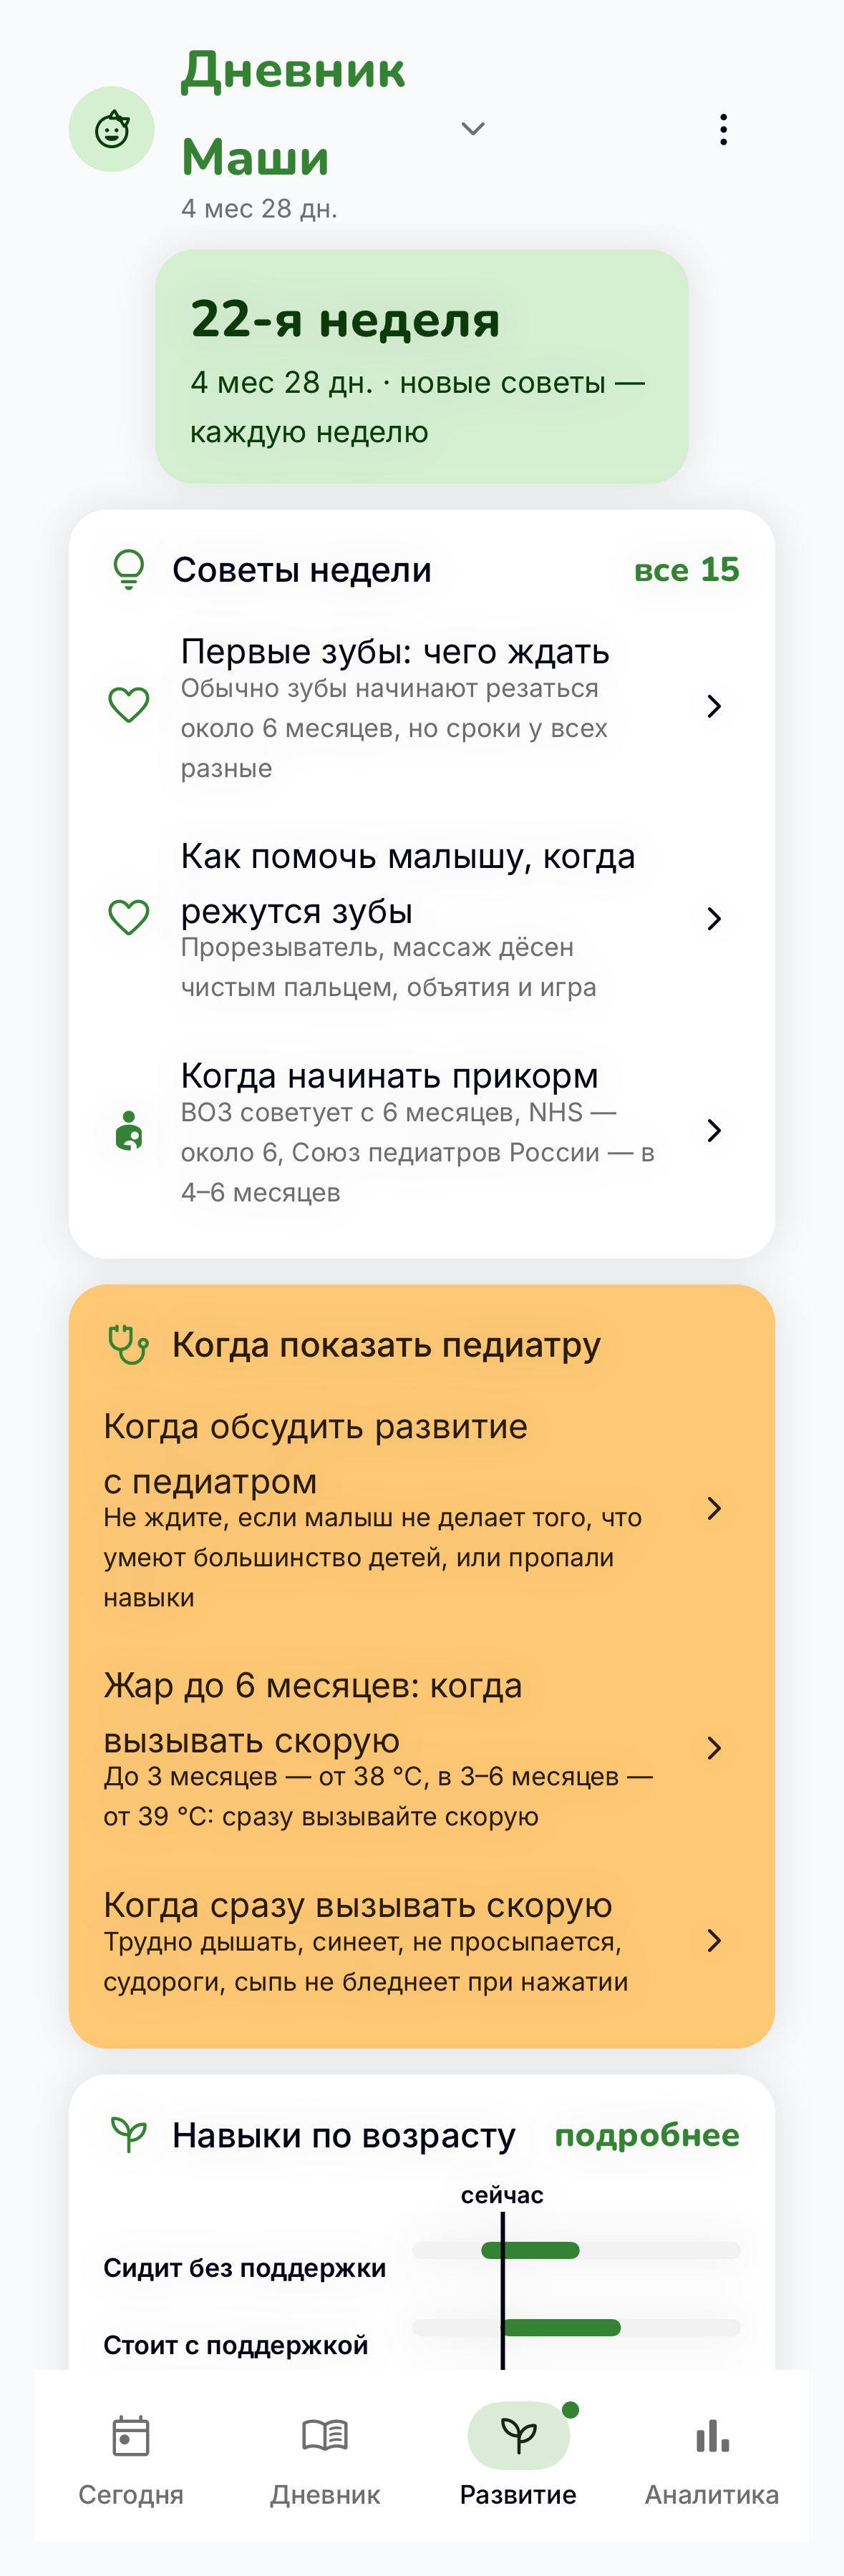 Дневник
Маши
4 мес 28 дн.
22-я неделя
4 мес 28 дн. · новые советы —
каждую неделю
Советы недели
все 15
Первые зубы: чего ждать
Обычно зубы начинают резаться
около 6 месяцев, но сроки у всех
разные
Как помочь малышу, когда
режутся зубы
Прорезыватель, массаж дёсен
чистым пальцем, объятия и игра
Когда начинать прикорм
ВОЗ советует с 6 месяцев, NHS —
около 6, Союз педиатров России — в
4–6 месяцев
Когда показать педиатру
Когда обсудить развитие
с педиатром
Не ждите, если малыш не делает того, что
умеют большинство детей, или пропали
навыки
Жар до 6 месяцев: когда
вызывать скорую
До 3 месяцев — от 38 °C, в 3–6 месяцев —
от 39 °C: сразу вызывайте скорую
Когда сразу вызывать скорую
Трудно дышать, синеет, не просыпается,
судороги, сыпь не бледнеет при нажатии
Навыки по возрасту
подробнее
сейчас
Сидит без поддержки
Стоит с поддержкой
Сегодня
Дневник
Развитие
Аналитика